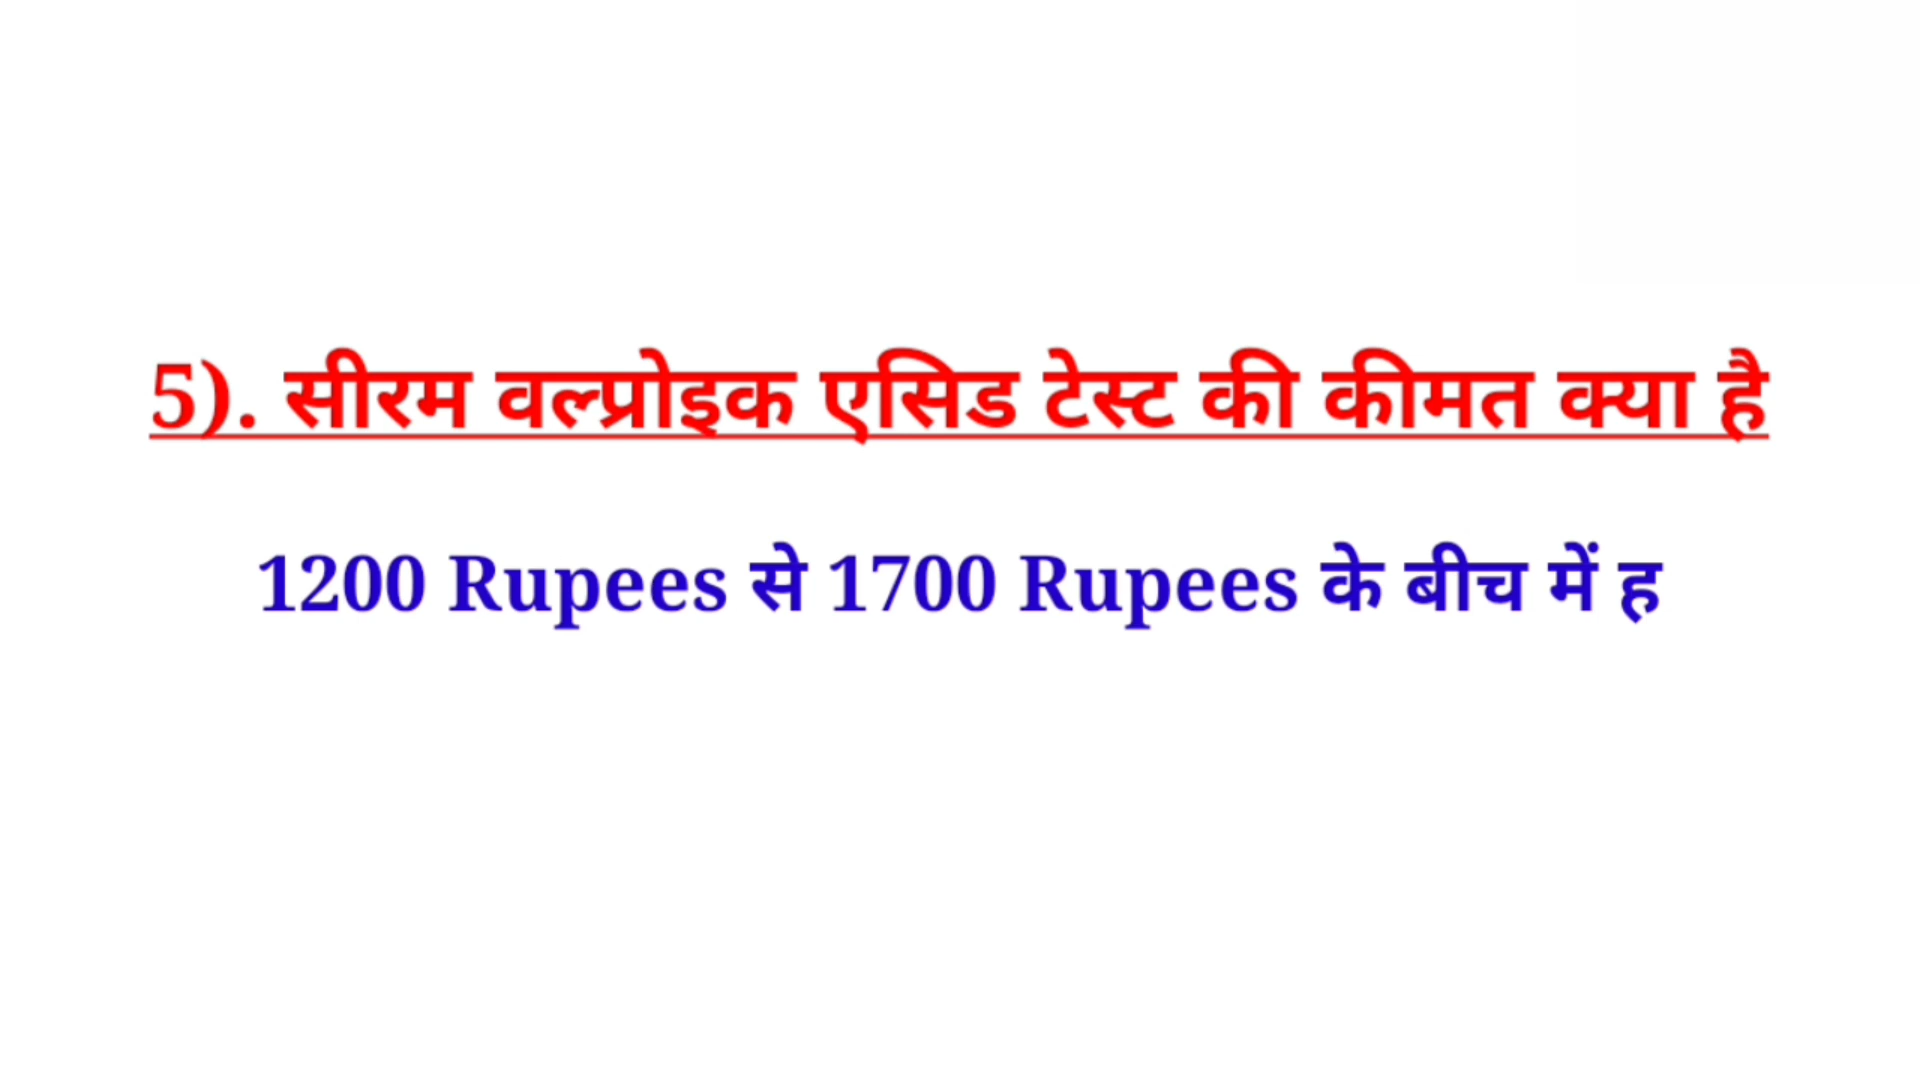 5). सीरम वल्प्रोइक एसिड टेस्ट की कीमत क्या है
1200 Rupees से 1700 Rupees के बीच में ह